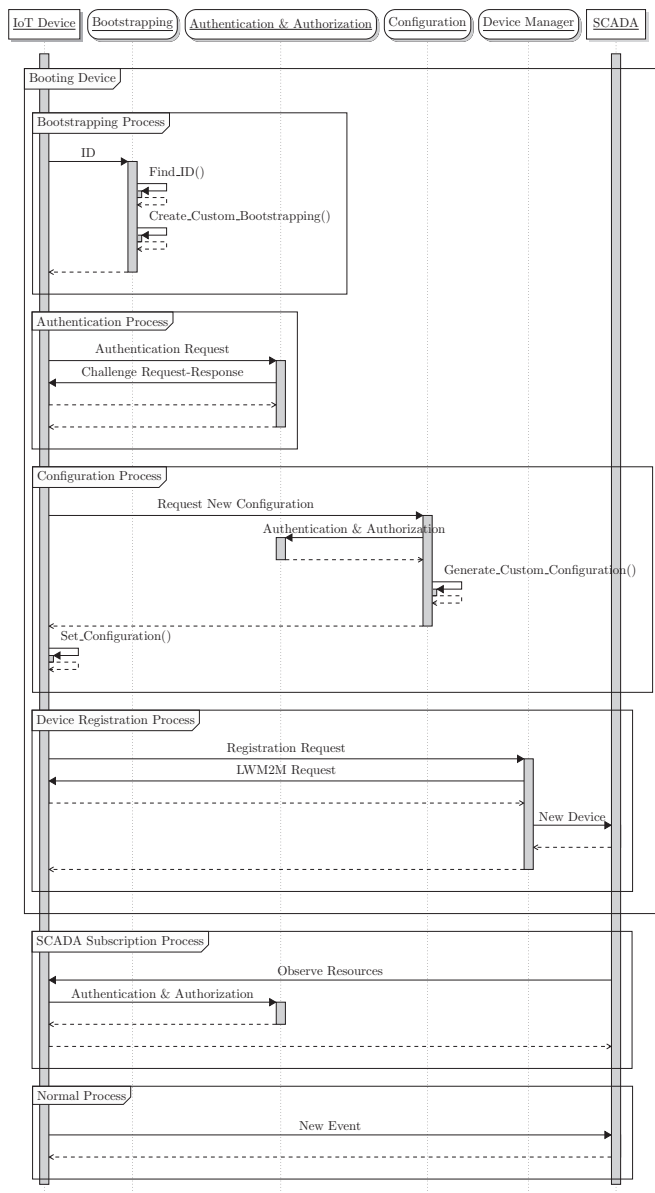 IoT Device Bootstrapping Authentication & Authorization Configuration Device Manager SCADA
Booting Device
Bootstrapping Process
ID
Find_ID()
Create_Custom_Bootstrapping()
Authentication Process
Authentication Request
Challenge Request-Response
Configuration Process
Request New Configuration
Authentication & Authorization
Generate_Custom_Configuration()
Set_Configuration()
Device Registration Process
Registration Request
LWM2M Request
New Device
SCADA Subscription Process
Observe Resources
Authentication & Authorization
Normal Process
New Event